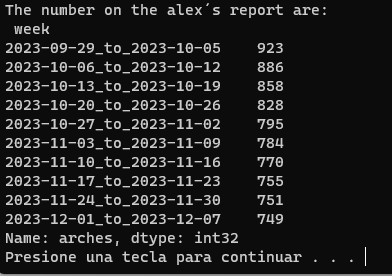 The number on the alex´s report are:
week
2023-09-29_to_2023-10-05    923
2023-10-06_to_2023-10-12    886
2023-10-13_to_2023-10-19    858
2023-10-20_to_2023-10-26    828
2023-10-27_to_2023-11-02    795
2023-11-03_to_2023-11-09    784
2023-11-10_to_2023-11-16    770
2023-11-17_to_2023-11-23    755
2023-11-24_to_2023-11-30    751
2023-12-01_to_2023-12-07    749
Name: arches, dtype: int32
Presione una tecla para continuar . . .